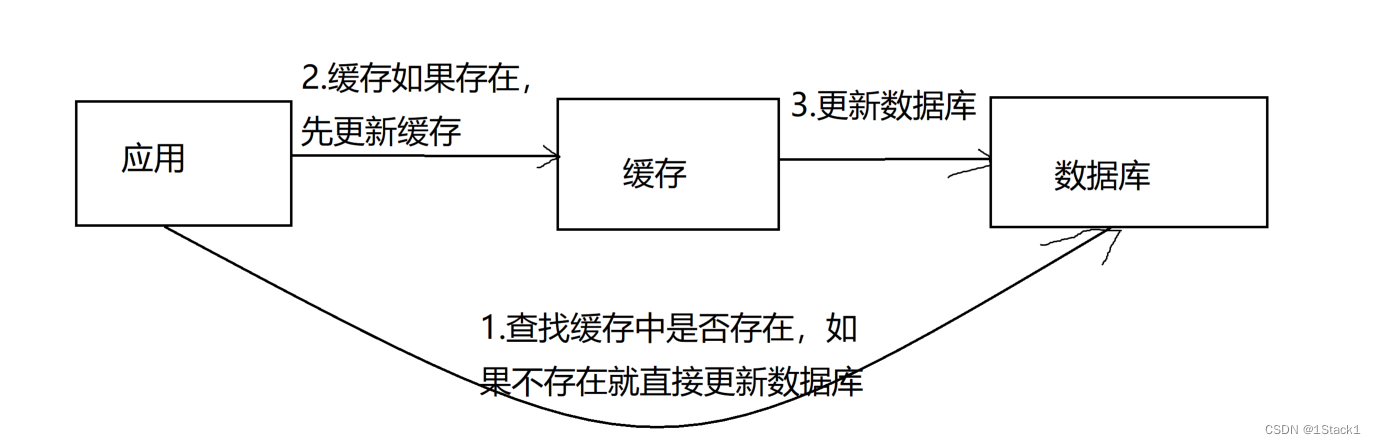 2.缓存如果存在，
先更新缓存
3.更新数据库
应用
缓存
数据库
1.查找缓存中是否存在，如
果不存在就直接更新数据库
CSDN @1Stack1